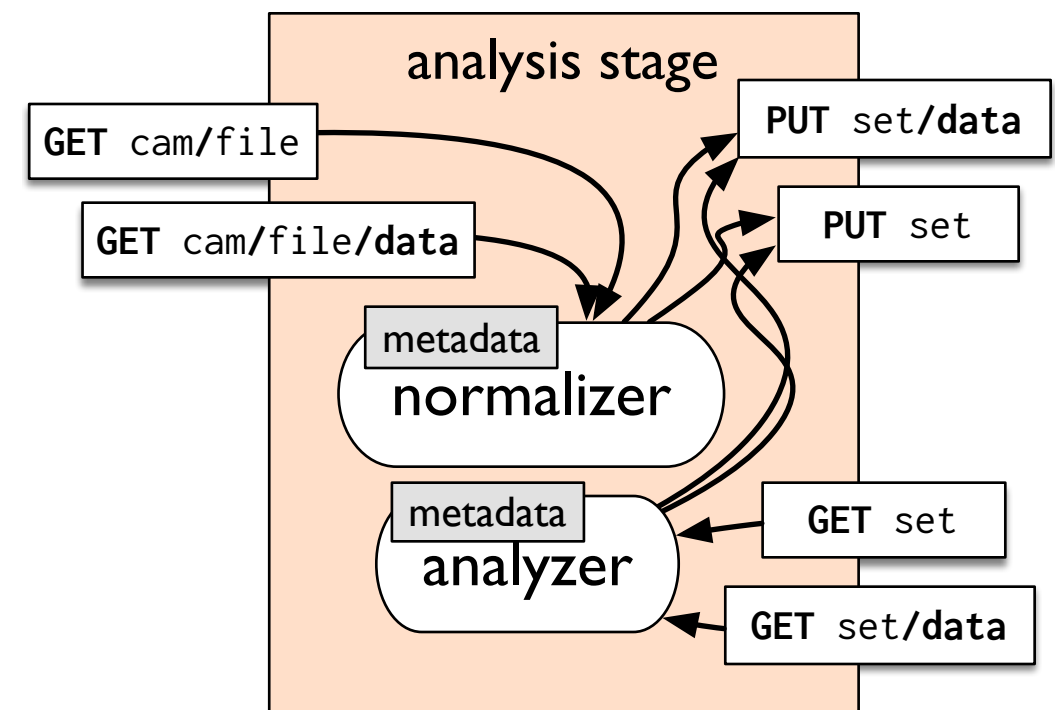 analysis stage
GET cam/file
PUT set/data
PUT set
GET cam/file/data
metadata
normalizer
metadata
analyzer
GET set
GET set/data